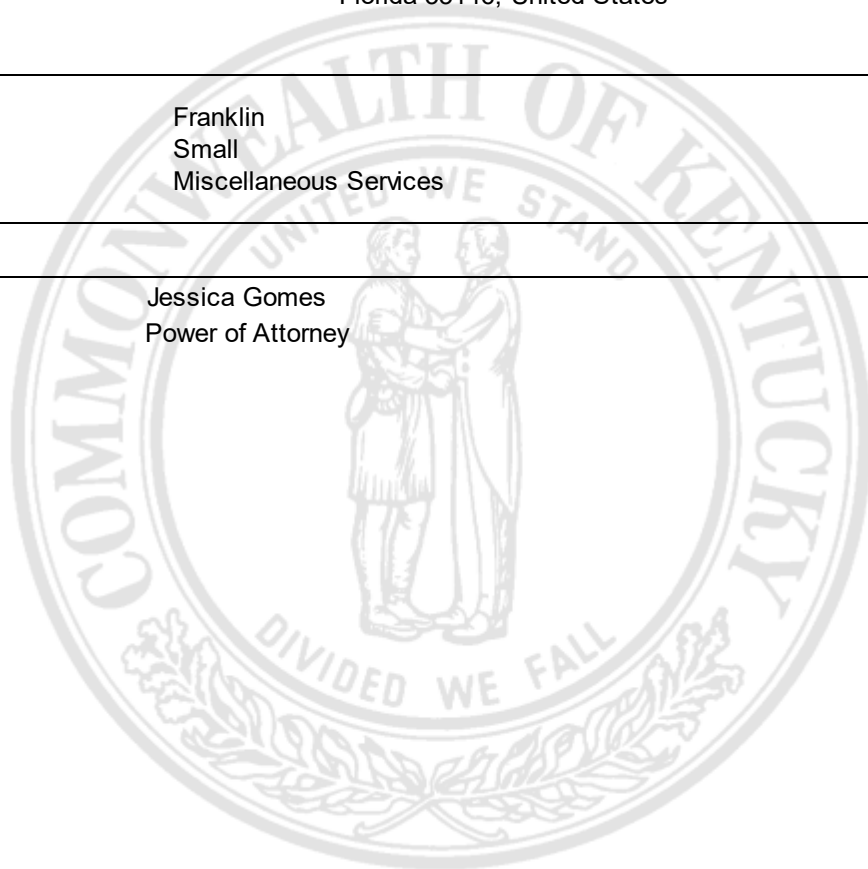 Florida 33140, United States
Franklin
Small
Miscellaneous Services
Jessica Gomes
Power of Attorney
COMMONWEALTH OF KENTUCKY
UNITED WE STAND
DIVIDED WE FALL